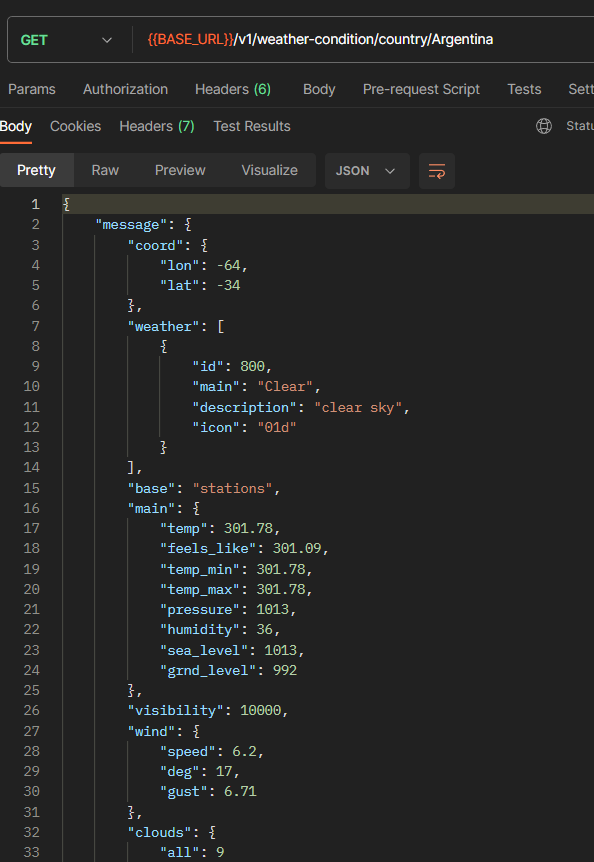 GET {{BASE_URL}}/v1/weather-condition/country/Argentina
Params Authorization Headers (6) Body Pre-request Script Tests Sett
Body Cookies Headers (7) Test Results Statu
Pretty Raw Preview Visualize JSON
1 {
2 "message": {
3 "coord": {
4 "lon": -64,
5 "lat": -34
6 },
7 "weather": [
8 {
9 "id": 800,
10 "main": "Clear",
11 "description": "clear sky",
12 "icon": "01d"
13 }
14 ],
15 "base": "stations",
16 "main": {
17 "temp": 301.78,
18 "feels_like": 301.09,
19 "temp_min": 301.78,
20 "temp_max": 301.78,
21 "pressure": 1013,
22 "humidity": 36,
23 "sea_level": 1013,
24 "grnd_level": 992
25 },
26 "visibility": 10000,
27 "wind": {
28 "speed": 6.2,
29 "deg": 17,
30 "gust": 6.71
31 },
32 "clouds": {
33 "all": 9